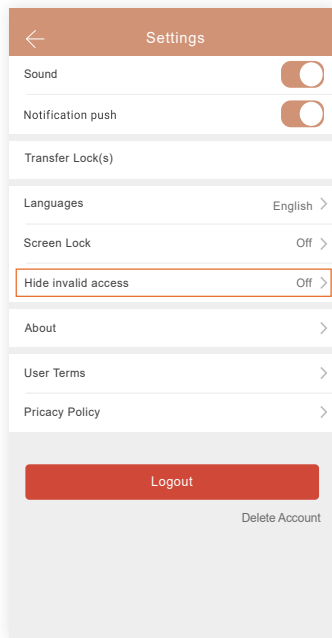 Settings
Sound
Notification push
Transfer Lock(s)
Languages English
Screen Lock Off
Hide invalid access Off
About
User Terms
Pricacy Policy
Logout
Delete Account